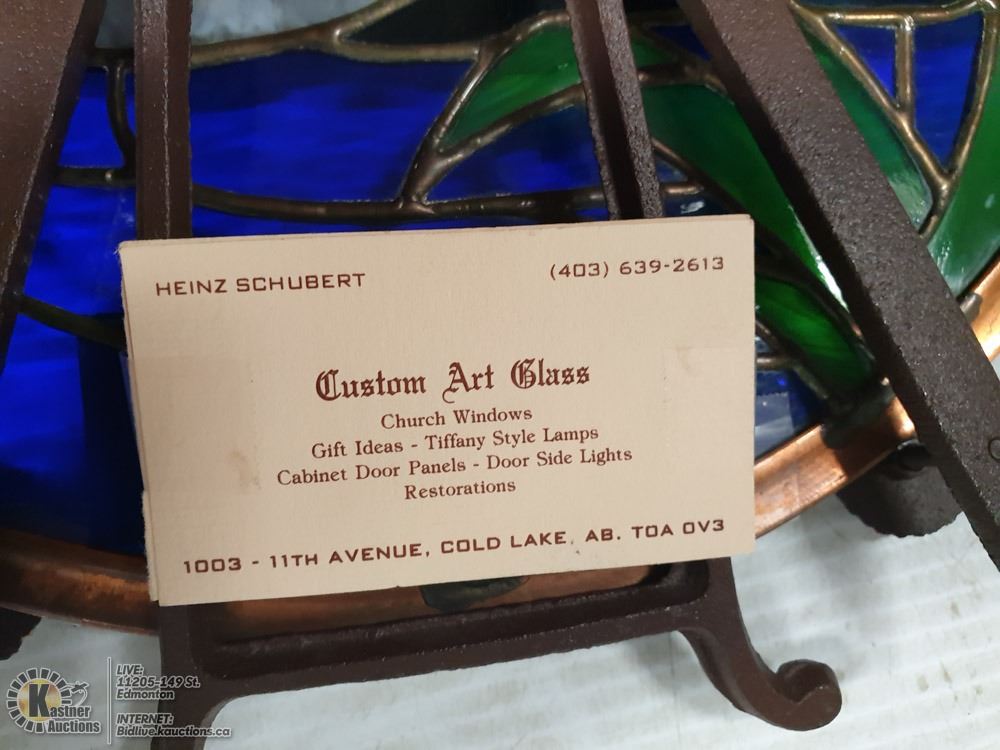 HEINZ SCHUBERT
(403) 639-2613
Custom Art Glass
Church Windows
Gift Ideas - Tiffany Style Lamps
Cabinet Door Panels - Door Side Lights
Restorations
1003 - 11TH AVENUE, COLD LAKE, AB. TOA OV3
K
Kastner
Auctions
LIVE:
11205-149 St.
Edmonton
INTERNET:
Bidlive.kauctions.ca